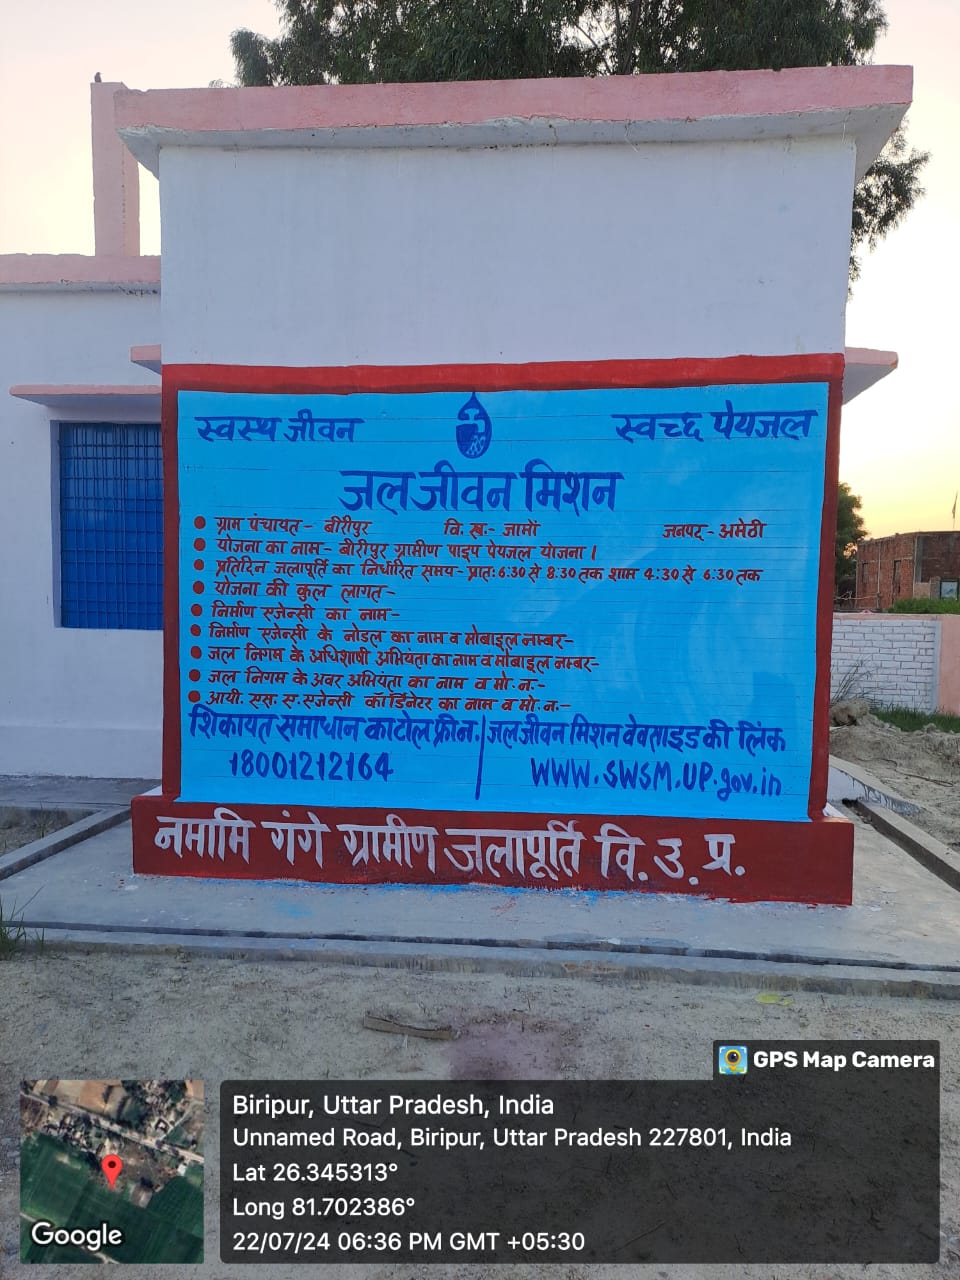 स्वस्थ जीवन स्वच्छ पेयजल
जल जीवन मिशन
ग्राम पंचायत- बीरीपुर वि. ख.- जामों जनपद- अमेठी
योजना का नाम- बीरीपुर ग्रामीण पाइप पेयजल योजना।
प्रतिदिन जलापूर्ति का निर्धारित समय- प्रातः 6:30 से 8:30 तक शाम 4:30 से 6:30 तक
योजना की कुल लागत-
निर्माण एजेन्सी का नाम-
निर्माण एजेन्सी के नोडल का नाम व मोबाइल नम्बर-
जल निगम के अधिशाषी अभियंता का नाम व मोबाइल नम्बर-
जल निगम के अवर अभियंता का नाम व मो. न.-
आयी. एस. ए. एजेन्सी कॉर्डिनेटर का नाम व मो. न.-
शिकायत समाधान का टोल फ्री न. जल जीवन मिशन वेवसाइड की लिंक
18001212164 WWW.SWSM.UP.gov.in
नमामि गंगे ग्रामीण जलापूर्ति वि. उ. प्र.
GPS Map Camera
Biripur, Uttar Pradesh, India
Unnamed Road, Biripur, Uttar Pradesh 227801, India
Lat 26.345313°
Long 81.702386°
22/07/24 06:36 PM GMT +05:30
Google